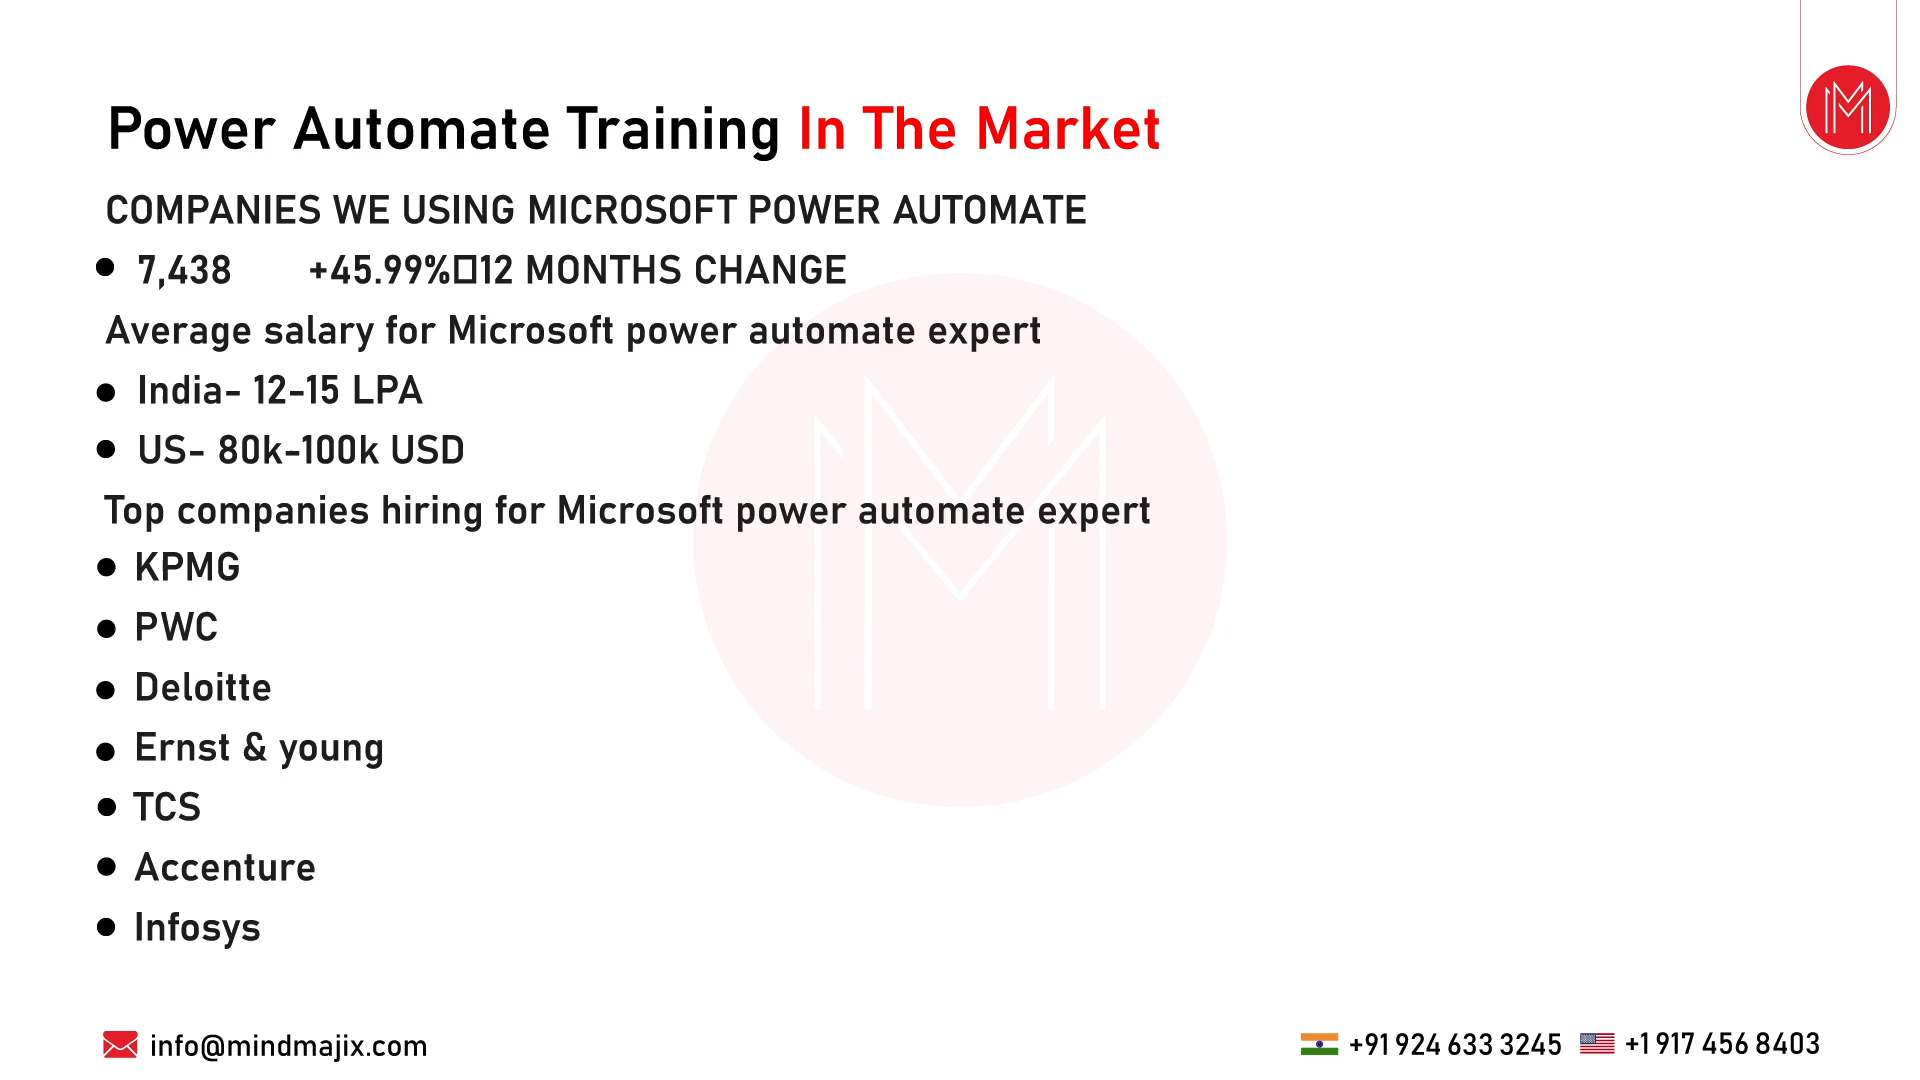 Power Automate Training In The Market
COMPANIES WE USING MICROSOFT POWER AUTOMATE
● 7,438 +45.99%□12 MONTHS CHANGE
Average salary for Microsoft power automate expert
● India- 12-15 LPA
● US- 80k-100k USD
Top companies hiring for Microsoft power automate expert
● KPMG
● PWC
● Deloitte
● Ernst & young
● TCS
● Accenture
● Infosys
info@mindmajix.com
+91 924 633 3245
+1 917 456 8403